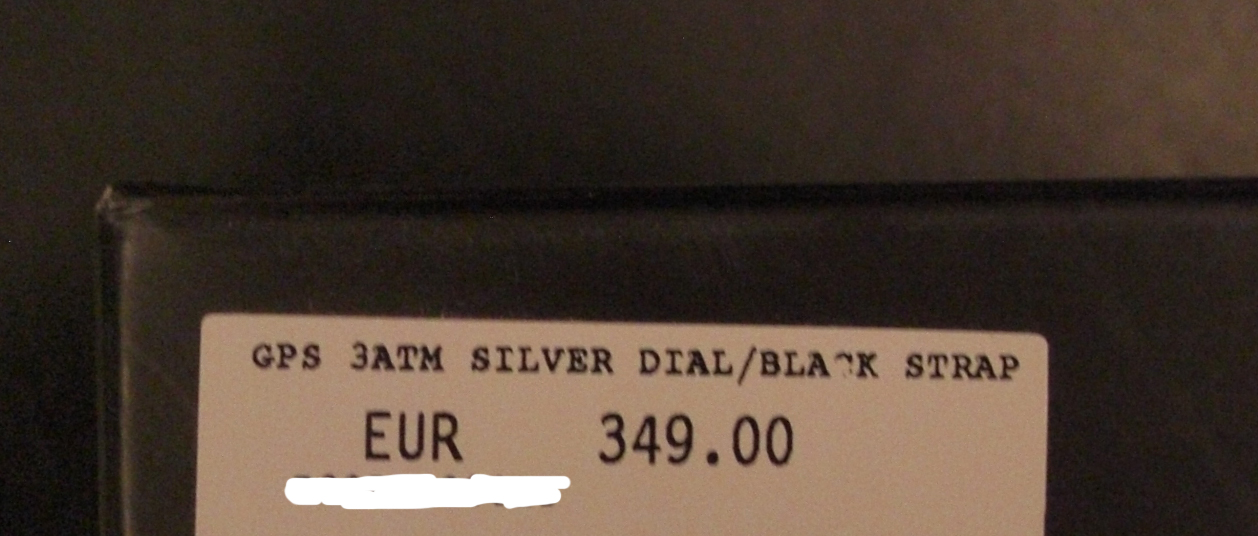 GPS 3ATM SILVER DIAL/BLACK STRAP
EUR 349.00